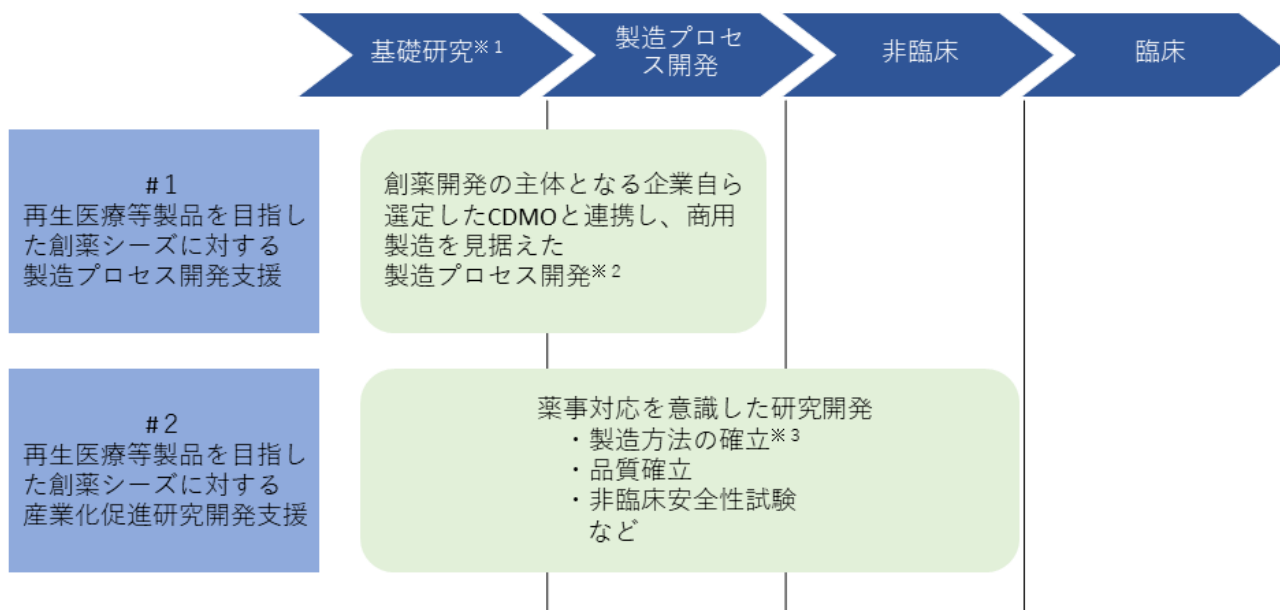 基礎研究※1
製造プロセ
ス開発
非臨床
臨床
#1
再生医療等製品を目指し
た創薬シーズに対する
製造プロセス開発支援
創薬開発の主体となる企業自ら
選定したCDMOと連携し、商用
製造を見据えた
製造プロセス開発※2
#2
再生医療等製品を目指し
た創薬シーズに対する
産業化促進研究開発支援
薬事対応を意識した研究開発
・製造方法の確立※3
・品質確立
・非臨床安全性試験
など